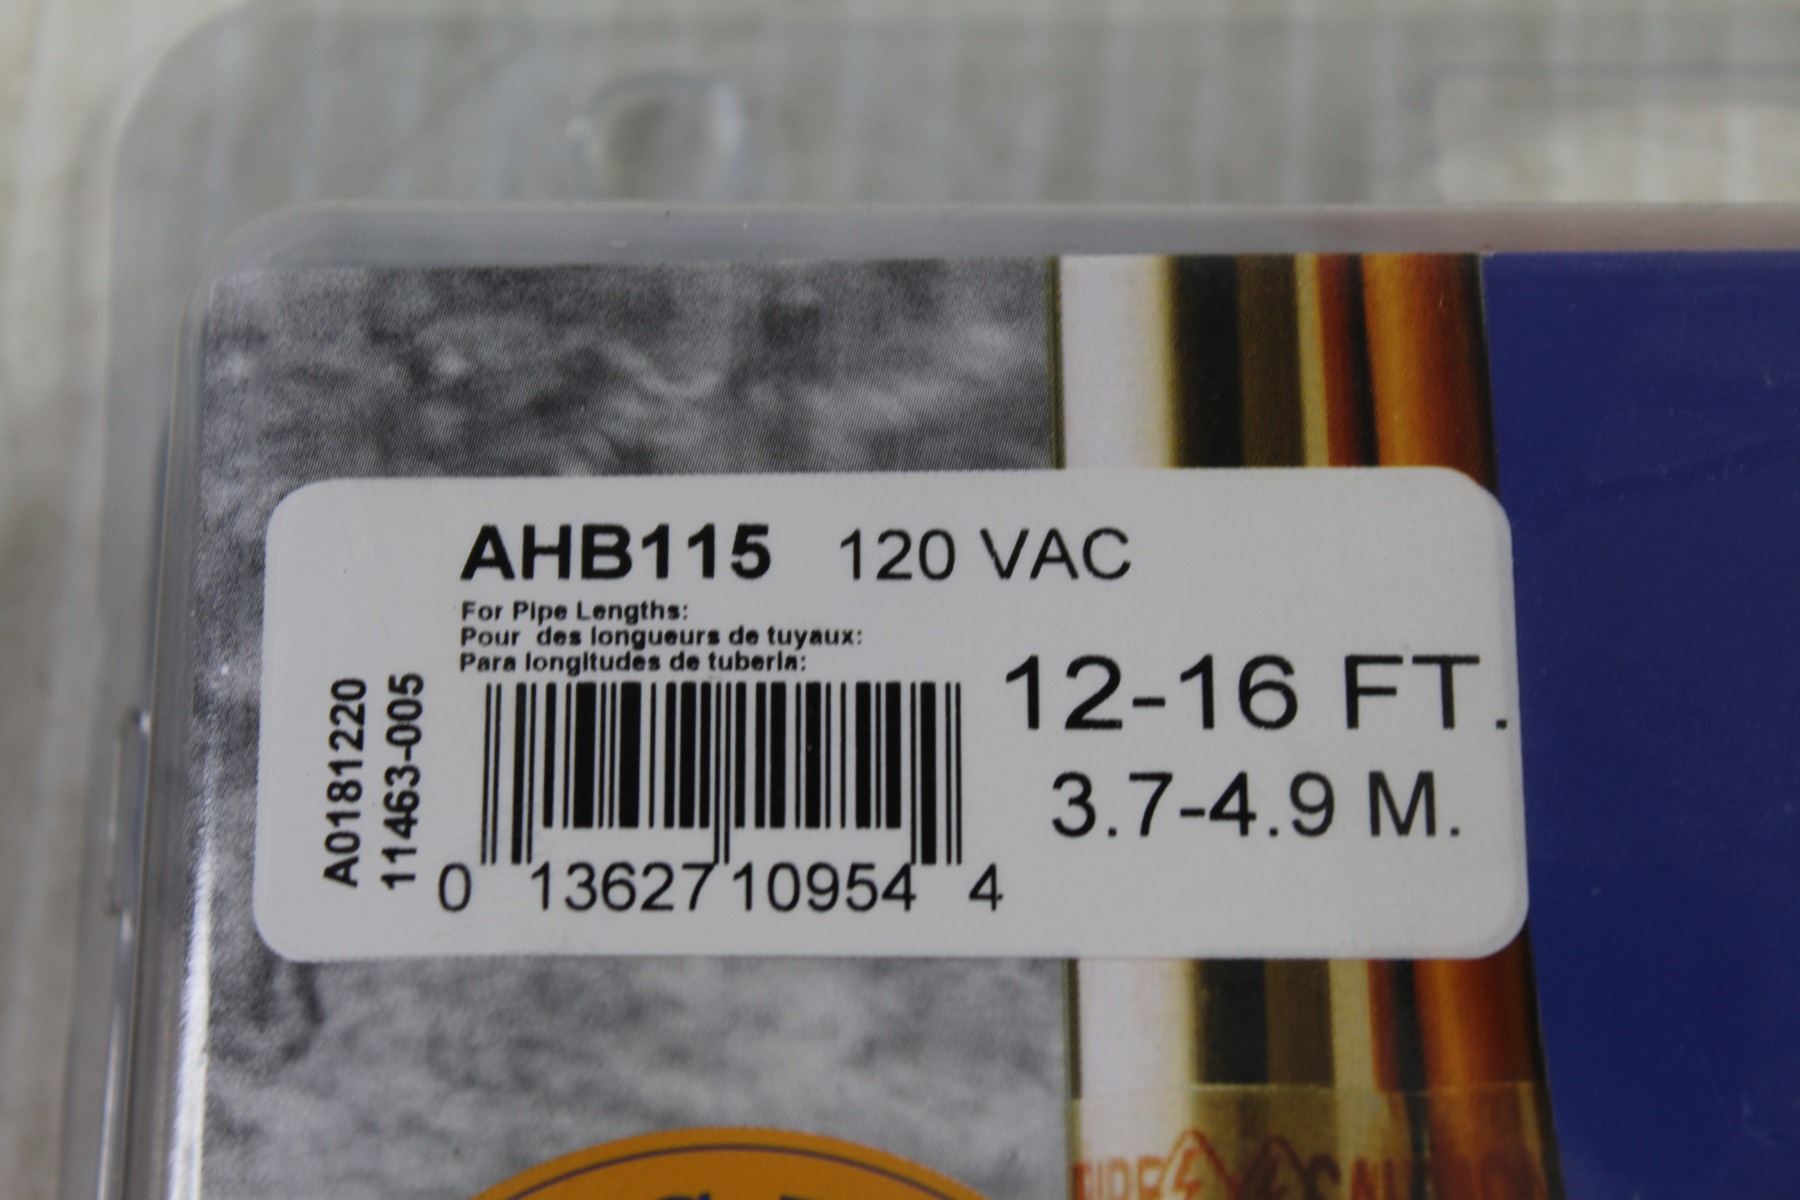 AHB115 120 VAC
For Pipe Lengths:
Pour des longueurs de tuyaux:
Para longitudes de tuberia:
12-16 FT.
3.7-4.9 M.
A0181220
11463-005
0 13627 10954 4